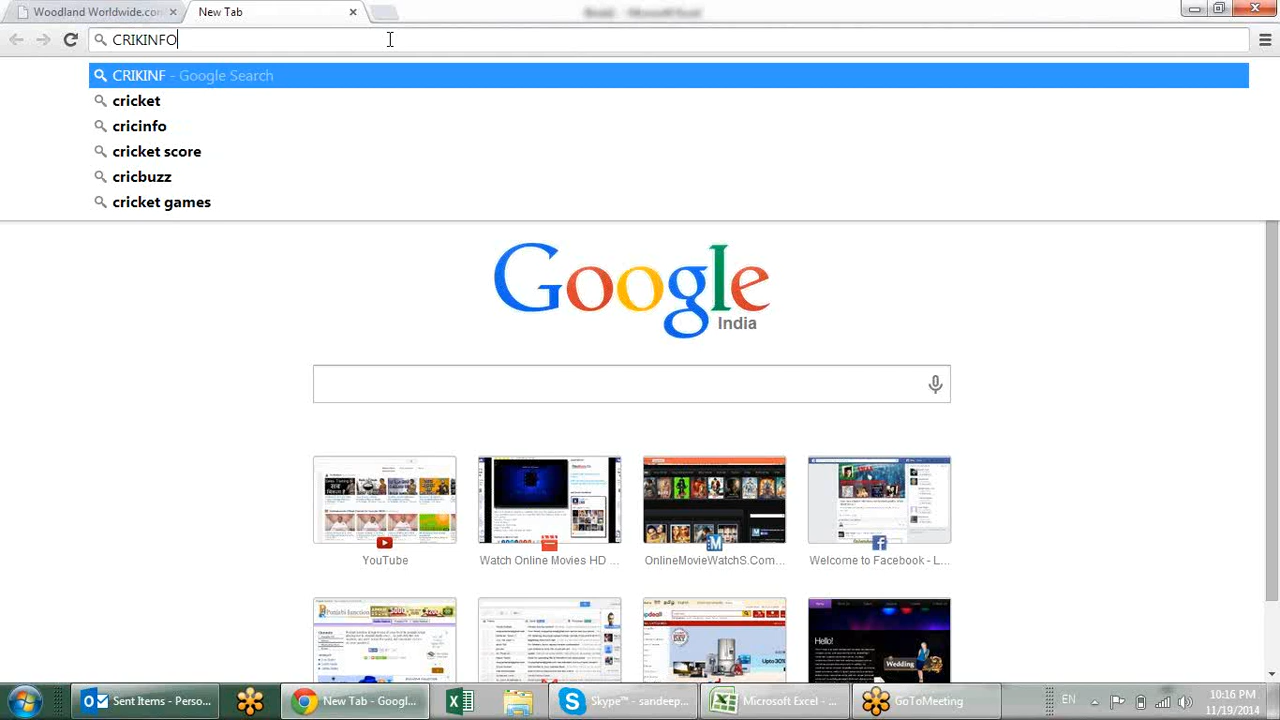 Woodland Worldwide.com
New Tab
CRIKINFO
CRIKINF - Google Search
cricket
cricinfo
cricket score
cricbuzz
cricket games
Google
India
YouTube
Watch Online Movies HD ...
OnlineMovieWatchS.Com...
Welcome to Facebook - L...
Hello!
Wedding
Sent Items - Perso...
New Tab - Googl...
Skype™ - sandeep...
Microsoft Excel - ...
GoToMeeting
EN
10:16 PM
11/19/2014